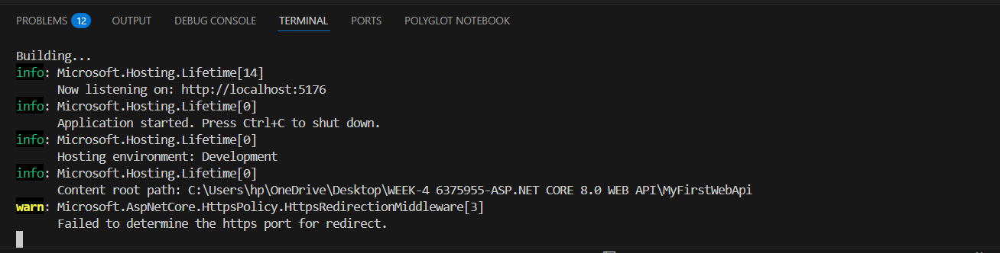 PROBLEMS 12 OUTPUT DEBUG CONSOLE TERMINAL PORTS POLYGLOT NOTEBOOK
Building...
info: Microsoft.Hosting.Lifetime[14]
Now listening on: http://localhost:5176
info: Microsoft.Hosting.Lifetime[0]
Application started. Press Ctrl+C to shut down.
info: Microsoft.Hosting.Lifetime[0]
Hosting environment: Development
info: Microsoft.Hosting.Lifetime[0]
Content root path: C:\Users\hp\OneDrive\Desktop\WEEK-4 6375955-ASP.NET CORE 8.0 WEB API\MyFirstWebApi
warn: Microsoft.AspNetCore.HttpsPolicy.HttpsRedirectionMiddleware[3]
Failed to determine the https port for redirect.